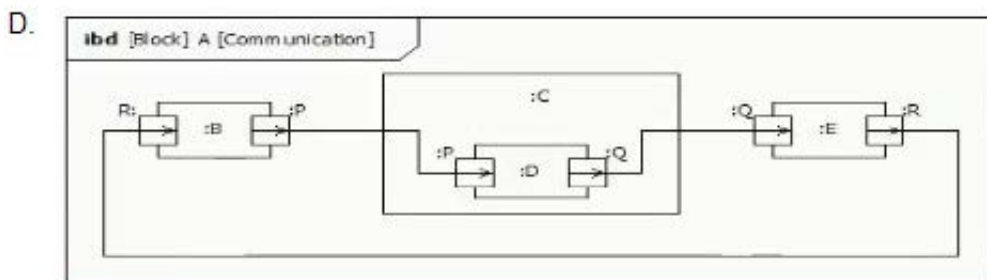 D.
ibd [Block] A [Communication]
:C
R:
:B
:P
:P
:D
:Q
:Q
:E
:R